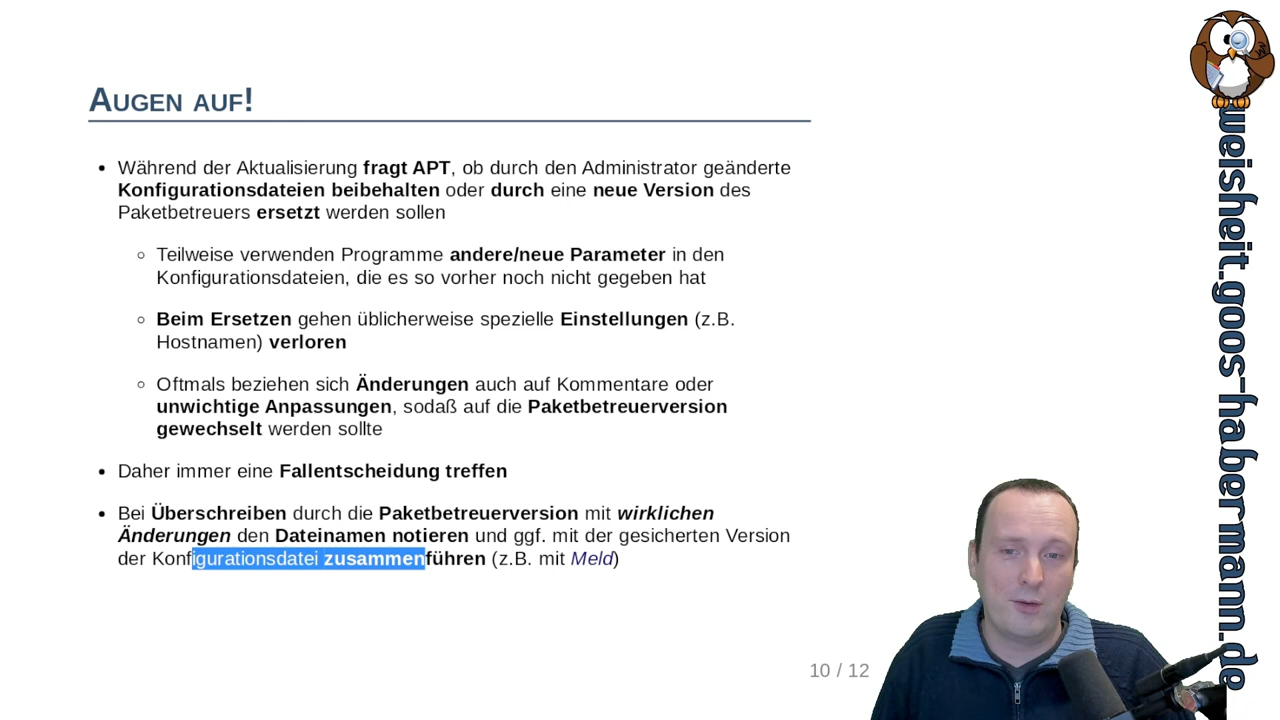 AUGEN AUF!
• Während der Aktualisierung fragt APT, ob durch den Administrator geänderte
Konfigurationsdateien beibehalten oder durch eine neue Version des
Paketbetreuers ersetzt werden sollen
◦ Teilweise verwenden Programme andere/neue Parameter in den
Konfigurationsdateien, die es so vorher noch nicht gegeben hat
◦ Beim Ersetzen gehen üblicherweise spezielle Einstellungen (z.B.
Hostnamen) verloren
◦ Oftmals beziehen sich Änderungen auch auf Kommentare oder
unwichtige Anpassungen, sodaß auf die Paketbetreuerversion
gewechselt werden sollte
• Daher immer eine Fallentscheidung treffen
• Bei Überschreiben durch die Paketbetreuerversion mit wirklichen
Änderungen den Dateinamen notieren und ggf. mit der gesicherten Version
der Konfigurationsdatei zusammenführen (z.B. mit Meld)
10 / 12
weisheit.goos-habermann.de